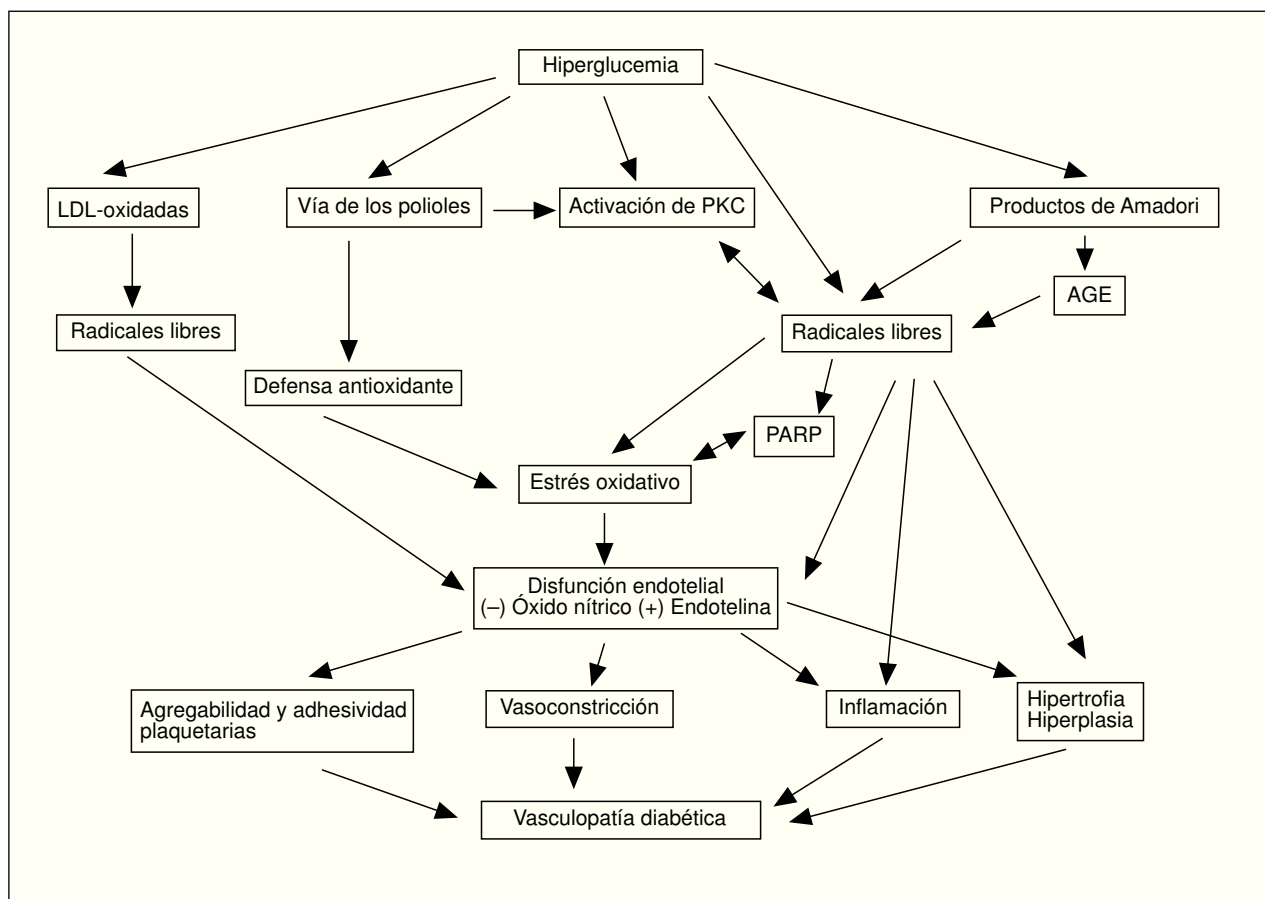 Hiperglucemia
LDL-oxidadas
Vía de los polioles
Activación de PKC
Productos de Amadori
AGE
Radicales libres
Radicales libres
Defensa antioxidante
PARP
Estrés oxidativo
Disfunción endotelial
(–) Óxido nítrico (+) Endotelina
Agregabilidad y adhesividad
plaquetarias
Vasoconstricción
Inflamación
Hipertrofia
Hiperplasia
Vasculopatía diabética